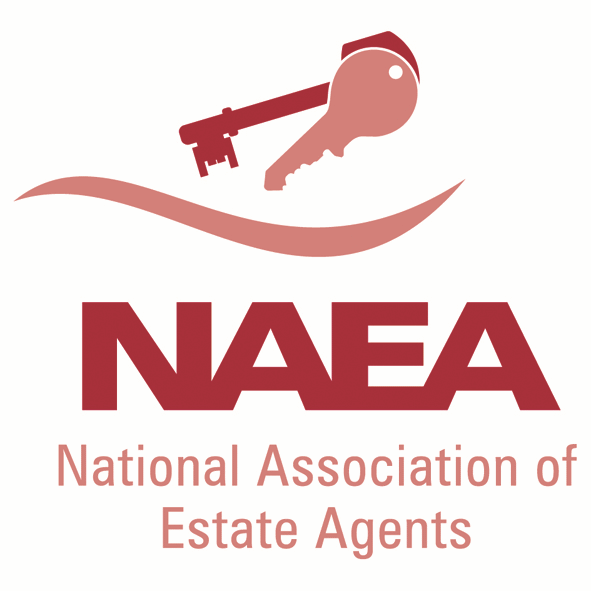 NAEA
National Association of
Estate Agents